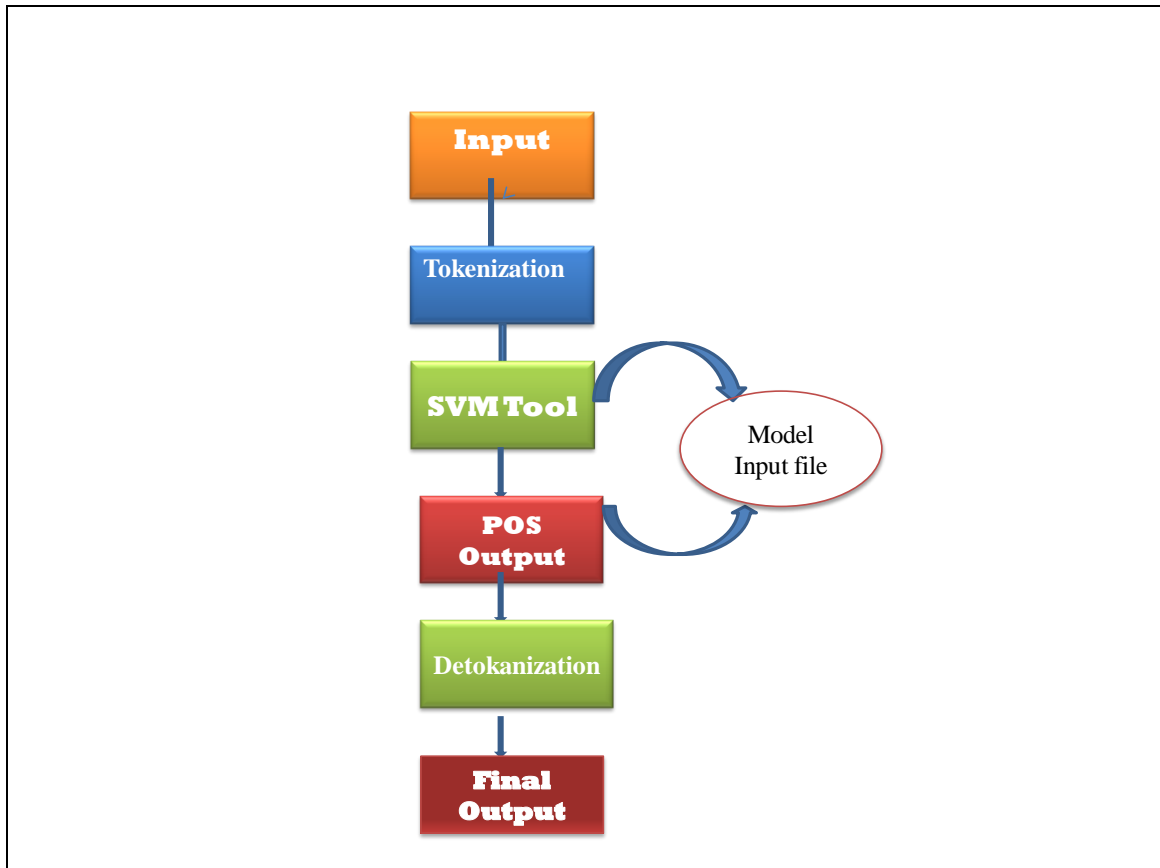 Input
Tokenization
SVM Tool
Model
Input file
POS
Output
Detokanization
Final
Output